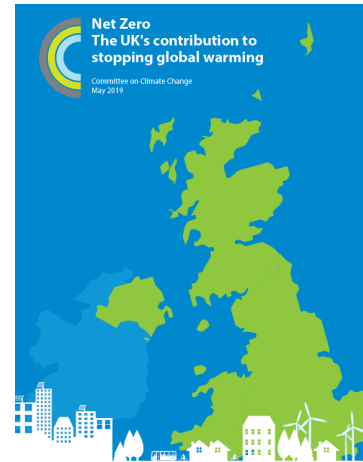 Net Zero
The UK's contribution to
stopping global warming
Committee on Climate Change
May 2019